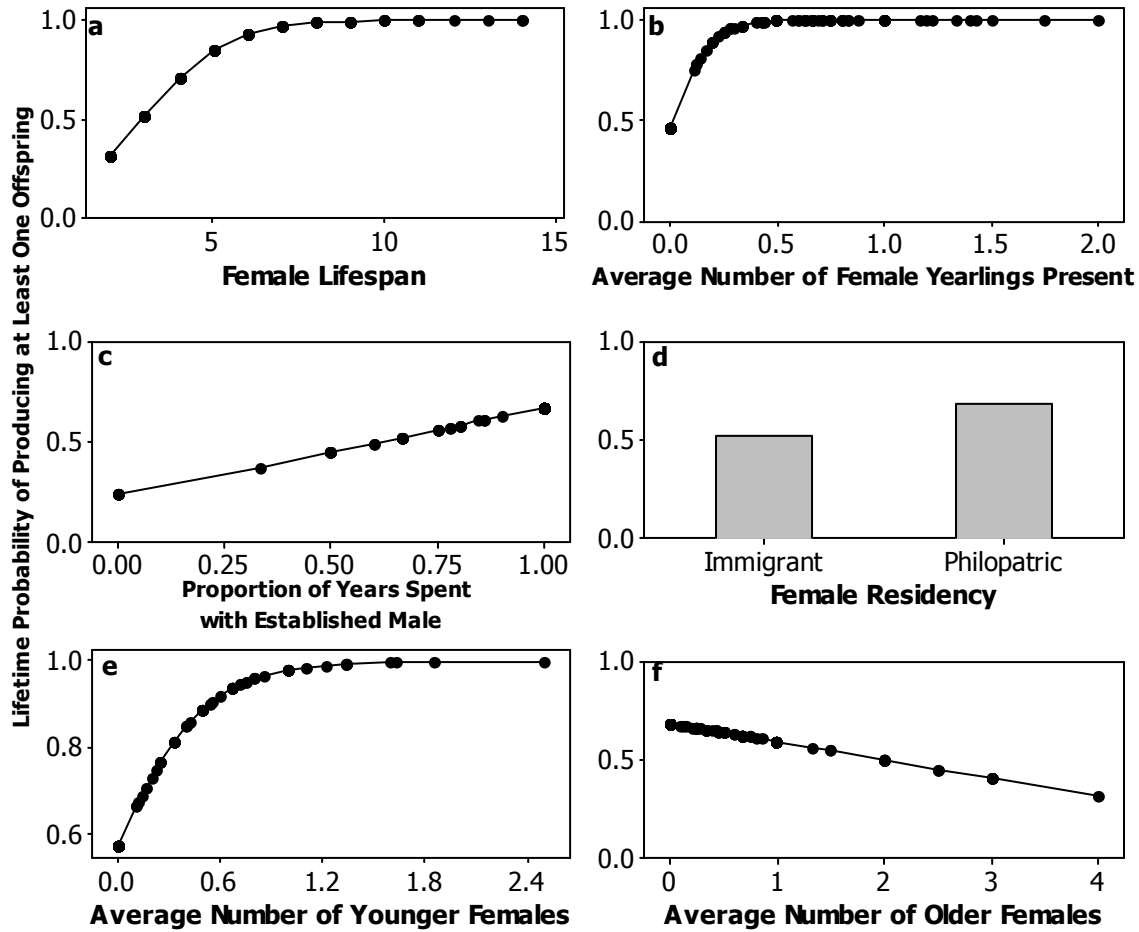 Lifetime Probability of Producing at Least One Offspring
a
1.0
0.5
0.0
5
10
15
Female Lifespan
b
1.0
0.5
0.0
0.0
0.5
1.0
1.5
2.0
Average Number of Female Yearlings Present
c
1.0
0.5
0.0
0.00
0.25
0.50
0.75
1.00
Proportion of Years Spent
with Established Male
d
1.0
0.5
0.0
Immigrant
Philopatric
Female Residency
e
1.0
0.8
0.6
0.0
0.6
1.2
1.8
2.4
Average Number of Younger Females
f
1.0
0.5
0.0
0
1
2
3
4
Average Number of Older Females